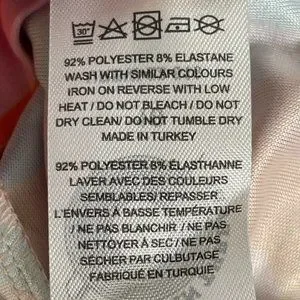 30°
92% POLYESTER 8% ELASTANE
WASH WITH SIMILAR COLOURS
IRON ON REVERSE WITH LOW
HEAT / DO NOT BLEACH / DO NOT
DRY CLEAN/ DO NOT TUMBLE DRY
MADE IN TURKEY
92% POLYESTER 8% ELASTHANNE
LAVER AVEC DES COULEURS
SEMBLABLES/ REPASSER
L'ENVERS À BASSE TEMPÉRATURE
/ NE PAS BLANCHIR / NE PAS
NETTOYER À SEC / NE PAS
SÉCHER PAR CULBUTAGE
FABRIQUÉ EN TURQUIE